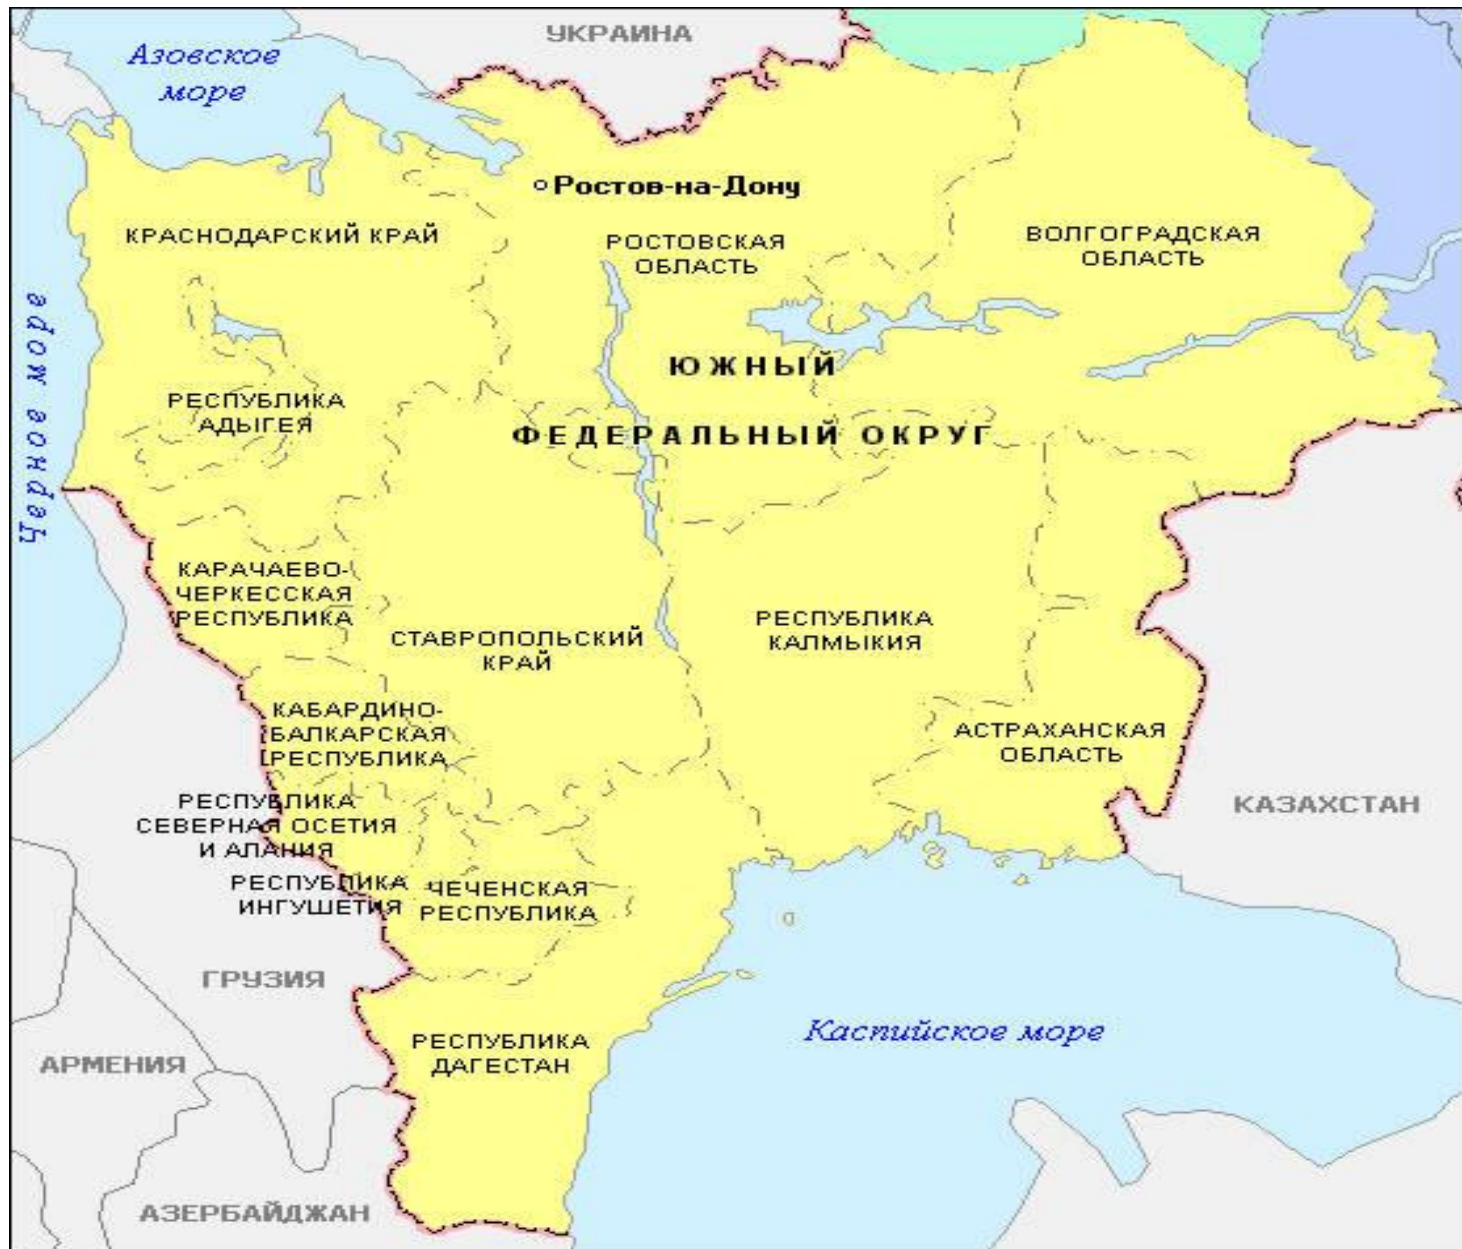 УКРАИНА
Азовское
море
Ростов-на-Дону
КРАСНОДАРСКИЙ КРАЙ
РОСТОВСКАЯ
ОБЛАСТЬ
ВОЛГОГРАДСКАЯ
ОБЛАСТЬ
Черное море
ЮЖНЫЙ
ФЕДЕРАЛЬНЫЙ ОКРУГ
РЕСПУБЛИКА
АДЫГЕЯ
КАРАЧАЕВО-
ЧЕРКЕССКАЯ
РЕСПУБЛИКА
СТАВРОПОЛЬСКИЙ
КРАЙ
РЕСПУБЛИКА
КАЛМЫКИЯ
КАБАРДИНО-
БАЛКАРСКАЯ
РЕСПУБЛИКА
АСТРАХАНСКАЯ
ОБЛАСТЬ
РЕСПУБЛИКА
СЕВЕРНАЯ ОСЕТИЯ
И АЛАНИЯ
КАЗАХСТАН
РЕСПУБЛИКА
ИНГУШЕТИЯ
ЧЕЧЕНСКАЯ
РЕСПУБЛИКА
ГРУЗИЯ
Каспийское море
РЕСПУБЛИКА
ДАГЕСТАН
АРМЕНИЯ
АЗЕРБАЙДЖАН